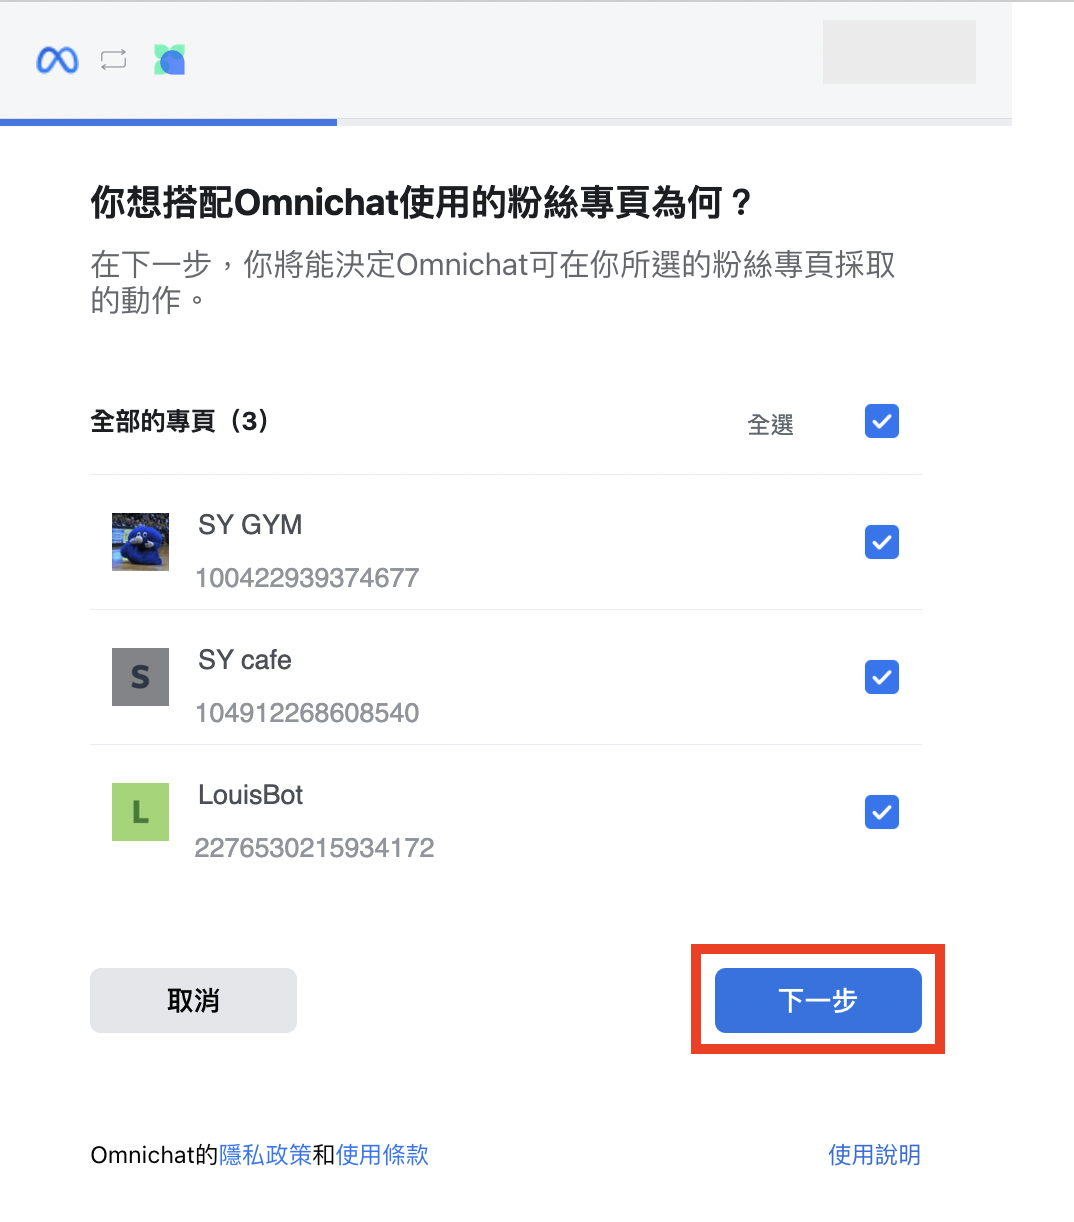 你想搭配Omnichat使用的粉絲專頁為何？
在下一步，你將能決定Omnichat可在你所選的粉絲專頁採取
的動作。
全部的專頁（3）
全選
SY GYM
100422939374677
S
SY cafe
104912268608540
L
LouisBot
2276530215934172
取消
下一步
Omnichat的隱私政策和使用條款
使用說明